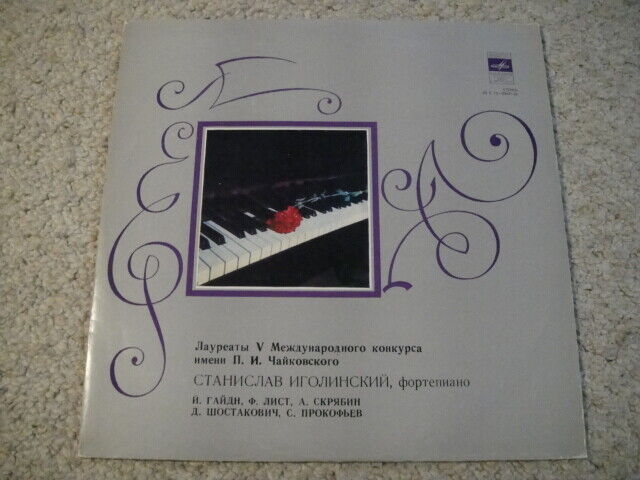 Лауреаты V Международного конкурса
имени П. И. Чайковского
СТАНИСЛАВ ИГОЛИНСКИЙ, фортепиано
Й. ГАЙДН, Ф. ЛИСТ, А. СКРЯБИН
Д. ШОСТАКОВИЧ, С. ПРОКОФЬЕВ